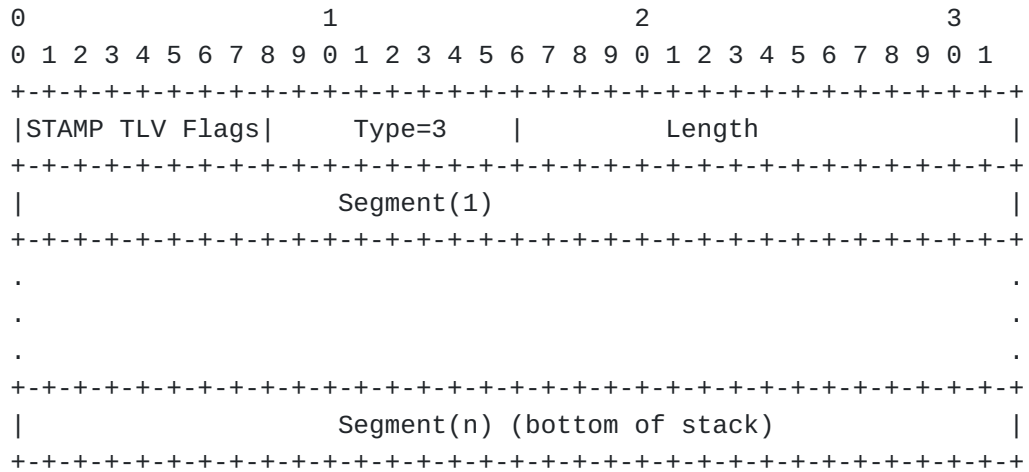 0                   1                   2                   3
0 1 2 3 4 5 6 7 8 9 0 1 2 3 4 5 6 7 8 9 0 1 2 3 4 5 6 7 8 9 0 1
+-+-+-+-+-+-+-+-+-+-+-+-+-+-+-+-+-+-+-+-+-+-+-+-+-+-+-+-+-+-+-+-+
|STAMP TLV Flags|     Type=3    |         Length                |
+-+-+-+-+-+-+-+-+-+-+-+-+-+-+-+-+-+-+-+-+-+-+-+-+-+-+-+-+-+-+-+-+
|                    Segment(1)                                 |
+-+-+-+-+-+-+-+-+-+-+-+-+-+-+-+-+-+-+-+-+-+-+-+-+-+-+-+-+-+-+-+-+
.                                                               .
.                                                               .
.                                                               .
+-+-+-+-+-+-+-+-+-+-+-+-+-+-+-+-+-+-+-+-+-+-+-+-+-+-+-+-+-+-+-+-+
|                    Segment(n) (bottom of stack)               |
+-+-+-+-+-+-+-+-+-+-+-+-+-+-+-+-+-+-+-+-+-+-+-+-+-+-+-+-+-+-+-+-+